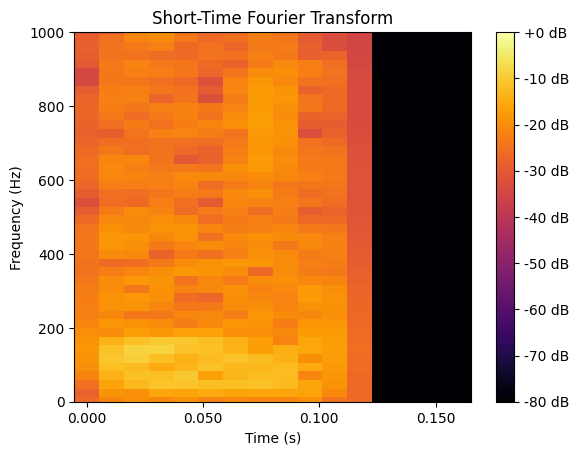 Short-Time Fourier Transform
1000
800
600
400
200
0
Frequency (Hz)
0.000
0.050
0.100
0.150
Time (s)
+0 dB
-10 dB
-20 dB
-30 dB
-40 dB
-50 dB
-60 dB
-70 dB
-80 dB